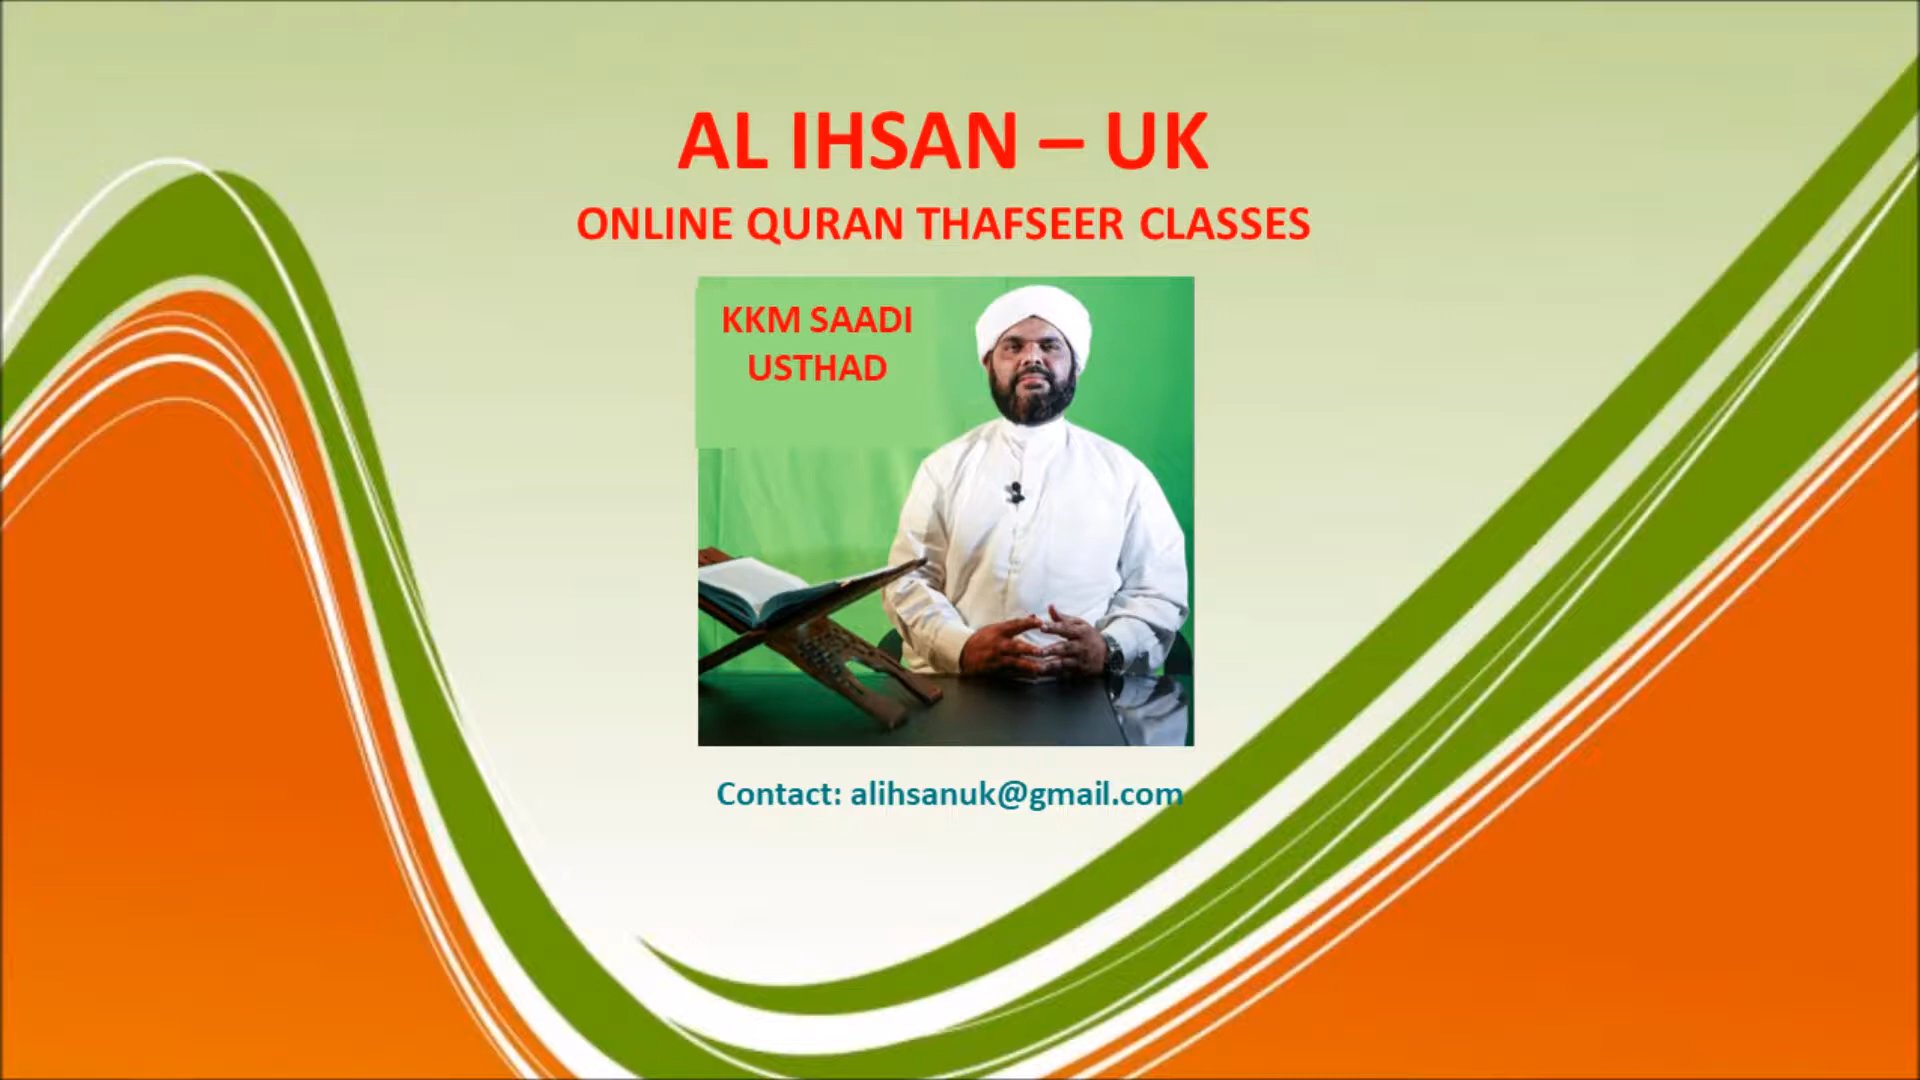 AL IHSAN – UK
ONLINE QURAN THAFSEER CLASSES
KKM SAADI
USTHAD
Contact: alihsanuk@gmail.com